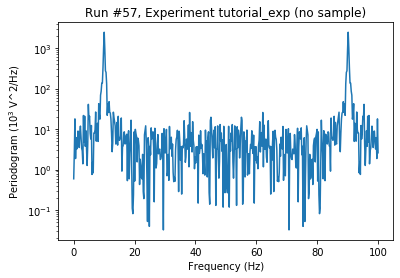 Run #57, Experiment tutorial_exp (no sample)
Periodogram (10³ V^2/Hz)
10³
10²
10¹
10⁰
10⁻¹
0 20 40 60 80 100
Frequency (Hz)